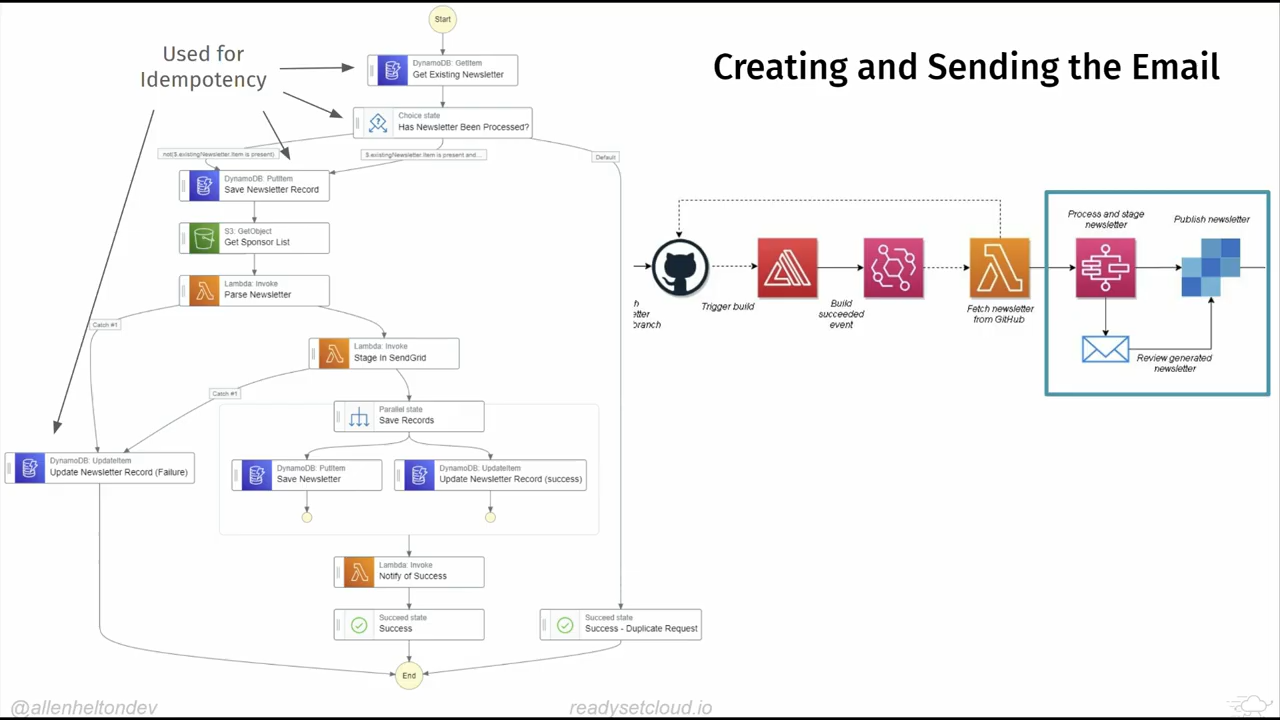 Creating and Sending the Email
Used for
Idempotency
Start
DynamoDB: GetItem
Get Existing Newsletter
Choice state
Has Newsletter Been Processed?
not($.existingNewsletter.Item is present)
$.existingNewsletter.Item is present and...
Default
DynamoDB: PutItem
Save Newsletter Record
S3: GetObject
Get Sponsor List
Lambda: Invoke
Parse Newsletter
Catch #1
Lambda: Invoke
Stage In SendGrid
Catch #1
Parallel state
Save Records
DynamoDB: UpdateItem
Update Newsletter Record (Failure)
DynamoDB: PutItem
Save Newsletter
DynamoDB: UpdateItem
Update Newsletter Record (success)
Lambda: Invoke
Notify of Success
Succeed state
Success
Succeed state
Success - Duplicate Request
End
etter
branch
Trigger build
Build
succeeded
event
Fetch newsletter
from GitHub
Process and stage
newsletter
Publish newsletter
Review generated
newsletter
@allenheltondev
readysetcloud.io